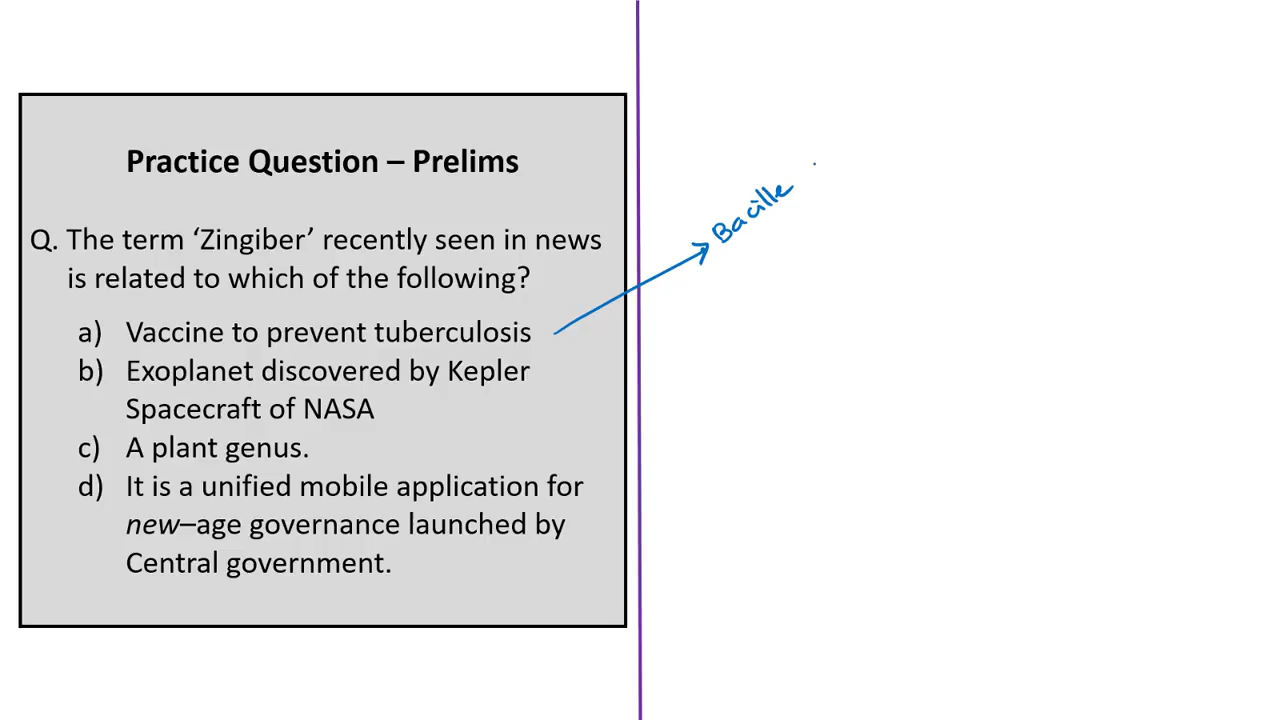 Practice Question – Prelims
Q. The term ‘Zingiber’ recently seen in news
is related to which of the following?
a) Vaccine to prevent tuberculosis
b) Exoplanet discovered by Kepler
Spacecraft of NASA
c) A plant genus.
d) It is a unified mobile application for
new–age governance launched by
Central government.
Bacille